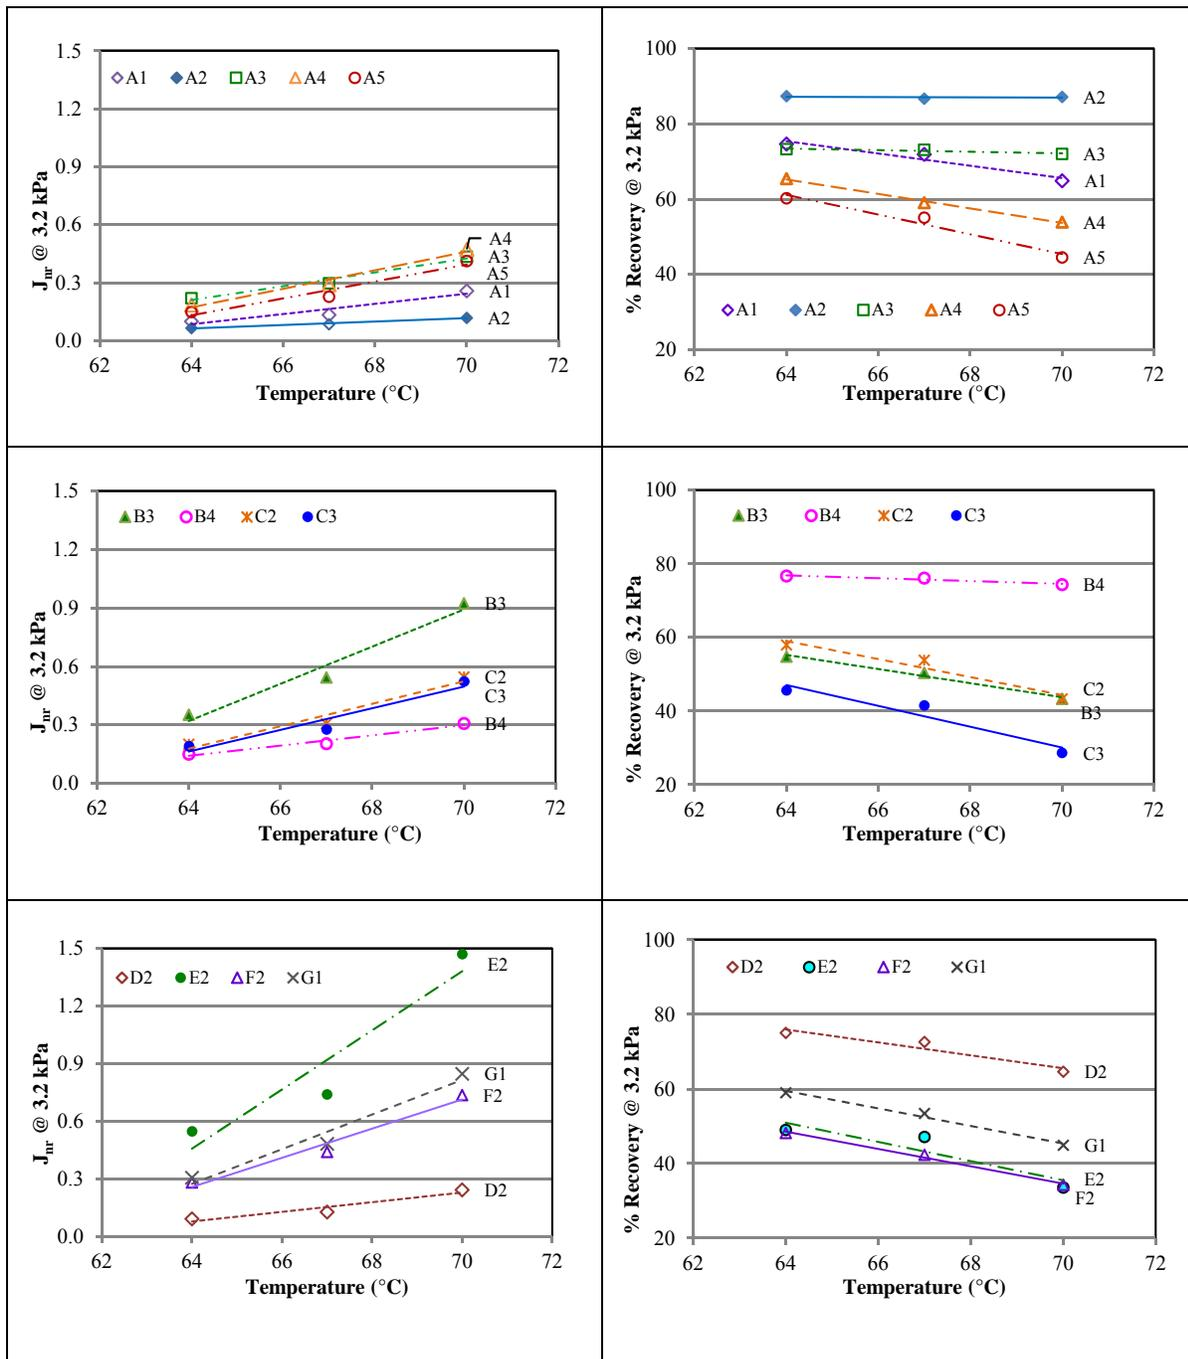 1.5
A1 A2 A3 A4 A5
1.2
0.9
0.6
0.3
0.0
J_nr @ 3.2 kPa
A4
A3
A5
A1
A2
62 64 66 68 70 72
Temperature (°C)
100
80
60
40
20
% Recovery @ 3.2 kPa
A2
A3
A1
A4
A5
A1 A2 A3 A4 A5
62 64 66 68 70 72
Temperature (°C)
1.5
B3 B4 C2 C3
1.2
0.9
0.6
0.3
0.0
J_nr @ 3.2 kPa
B3
C2
C3
B4
62 64 66 68 70 72
Temperature (°C)
100
B3 B4 C2 C3
80
60
40
20
% Recovery @ 3.2 kPa
B4
C2
B3
C3
62 64 66 68 70 72
Temperature (°C)
1.5
D2 E2 F2 G1
1.2
0.9
0.6
0.3
0.0
J_nr @ 3.2 kPa
E2
G1
F2
D2
62 64 66 68 70 72
Temperature (°C)
100
D2 E2 F2 G1
80
60
40
20
% Recovery @ 3.2 kPa
D2
G1
E2
F2
62 64 66 68 70 72
Temperature (°C)